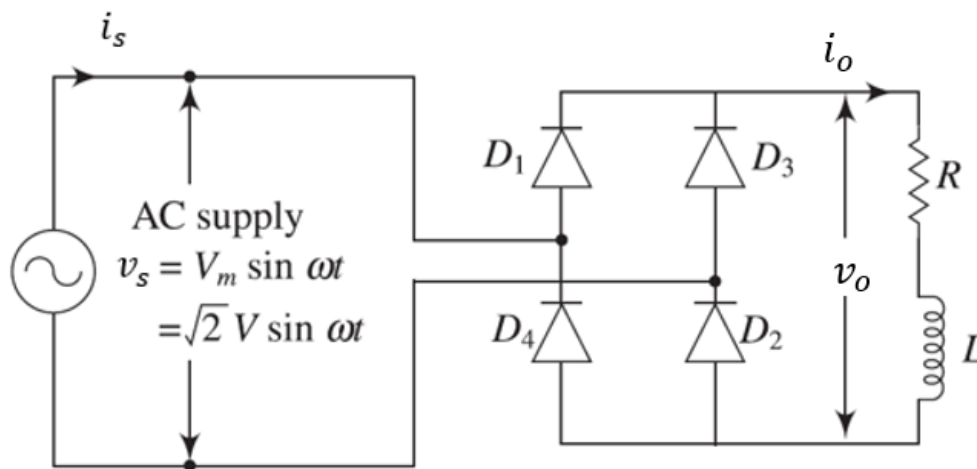 i_s
i_o
D_1
D_3
R
AC supply
v_s = V_m sin ωt
= √2 V sin ωt
v_o
D_4
D_2
L